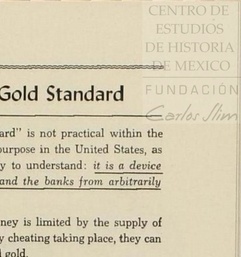 CENTRO DE
ESTUDIOS
DE HISTORIA
DE MEXICO
FUNDACIÓN
Carlos Slim
Gold Standard
ard" is not practical within the
purpose in the United States, as
y to understand: it is a device
and the banks from arbitrarily
ney is limited by the supply of
y cheating taking place, they can
l gold.